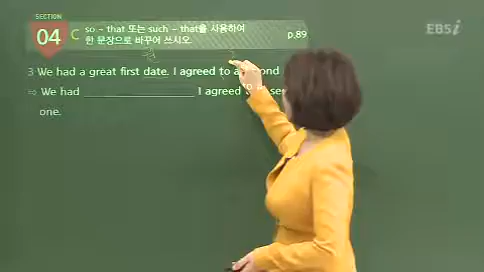 SECTION
04 C so - that 또는 such - that을 사용하여
한 문장으로 바꾸어 쓰시오.
p.89
EBSi
3 We had a great first date. I agreed to a second
⇨ We had ____________________ I agreed
one.